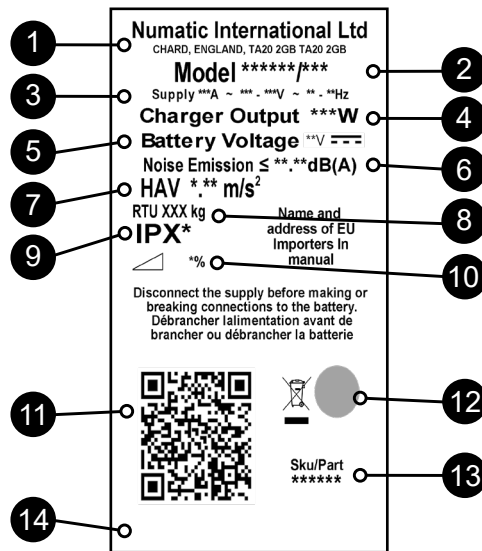 Numatic International Ltd
CHARD, ENGLAND, TA20 2GB TA20 2GB
1
Model ******/***
2
3
Supply ***A ~ *** - ***V ~ ** - **Hz
Charger Output ***W
4
5
Battery Voltage **V
Noise Emission ≤ **.**dB(A)
6
7
HAV *.** m/s²
RTU XXX kg
8
9
IPX*
Name and
address of EU
Importers In
manual
*%
10
Disconnect the supply before making or
breaking connections to the battery.
Débrancher lalimentation avant de
brancher ou débrancher la batterie
11
12
Sku/Part
******
13
14